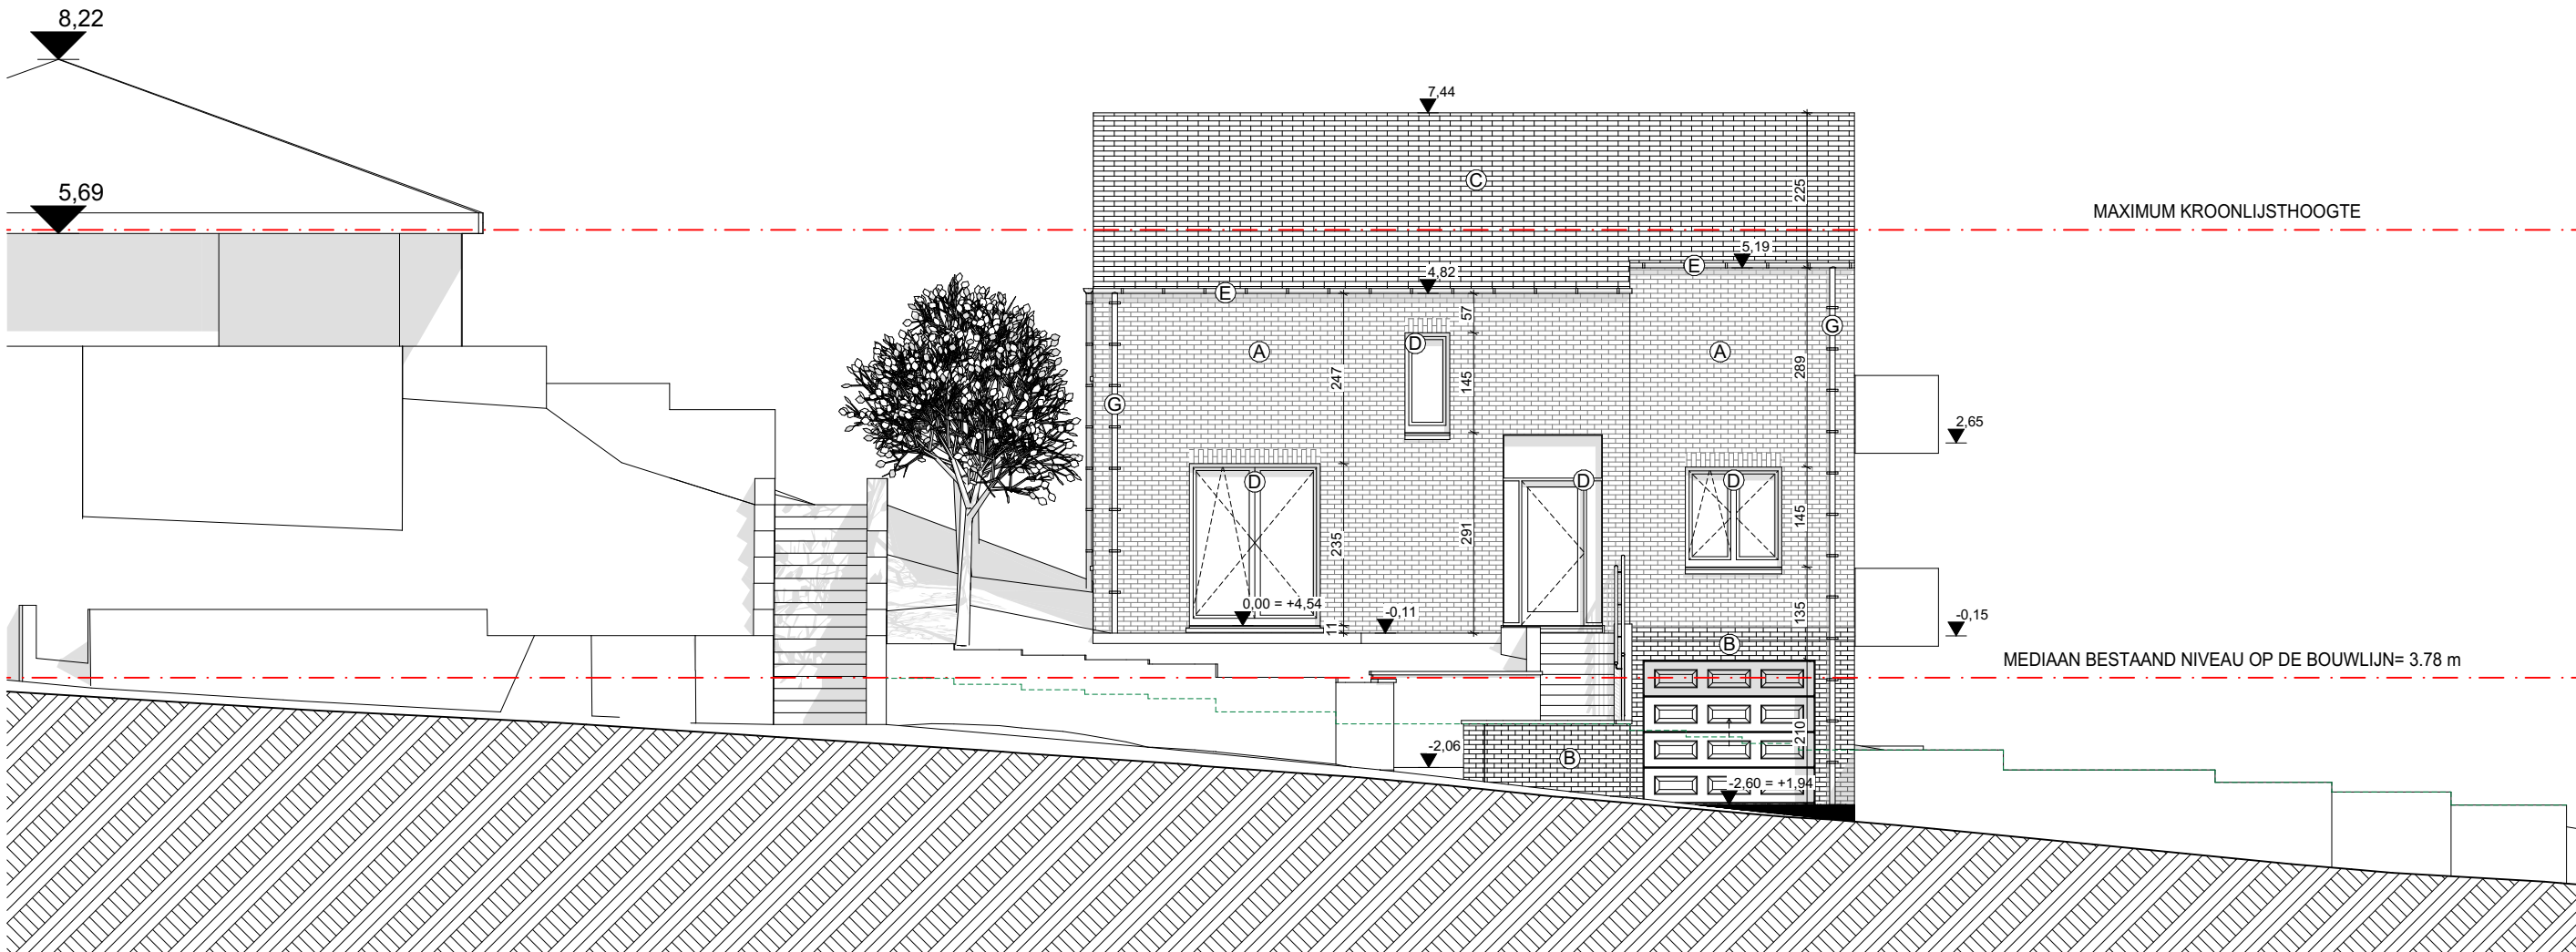 8,22
7,44
C
225
5,69
MAXIMUM KROONLIJSTHOOGTE
5,19
E
4,82
E
57
G
D
A
A
289
247
145
G
2,65
D
D
D
145
291
235
0,00 = +4,54
-0,11
11
135
-0,15
B
MEDIAAN BESTAAND NIVEAU OP DE BOUWLIJN= 3.78 m
210
-2,06
B
-2,60 = +1,94